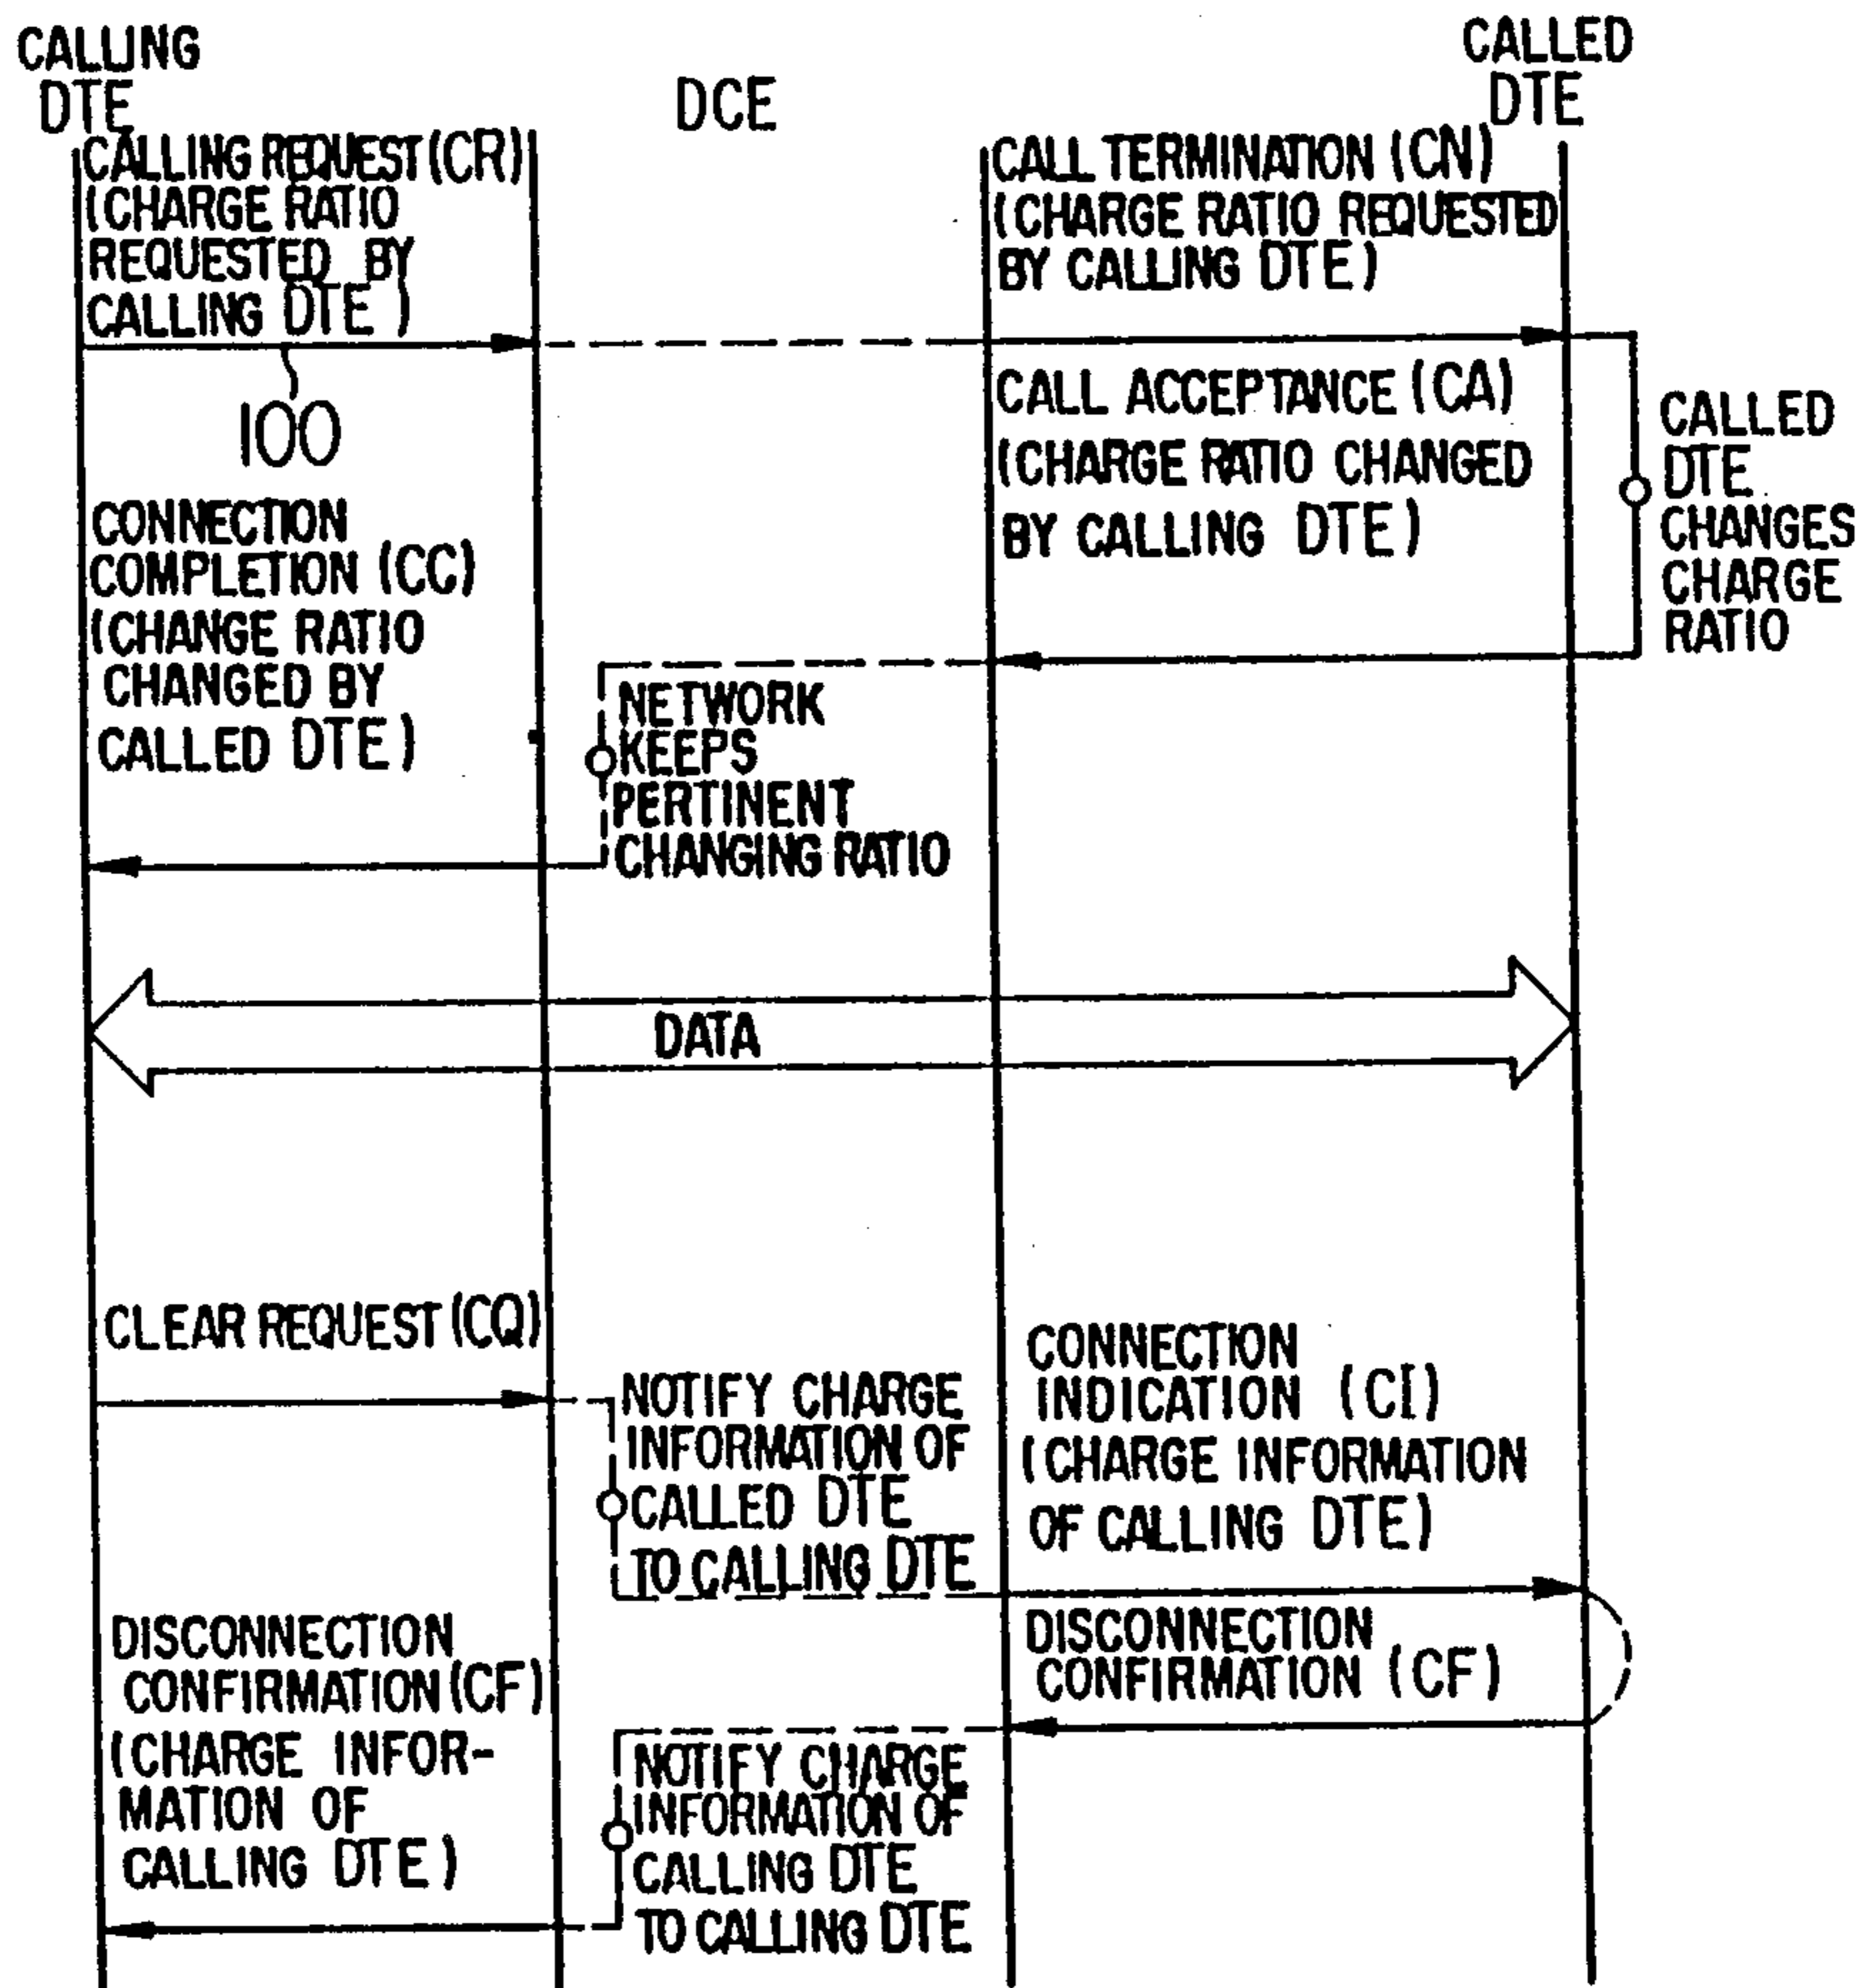 CALLING
DTE
DCE
CALLED
DTE
CALLING REQUEST (CR)
(CHARGE RATIO
REQUESTED BY
CALLING DTE)
100
CALL TERMINATION (CN)
(CHARGE RATIO REQUESTED
BY CALLING DTE)
CALL ACCEPTANCE (CA)
(CHARGE RATIO CHANGED
BY CALLING DTE)
CALLED
DTE
CHANGES
CHARGE
RATIO
CONNECTION
COMPLETION (CC)
(CHANGE RATIO
CHANGED BY
CALLED DTE)
NETWORK
KEEPS
PERTINENT
CHANGING RATIO
DATA
CLEAR REQUEST (CQ)
NOTIFY CHARGE
INFORMATION OF
CALLED DTE
TO CALLING DTE
CONNECTION
INDICATION (CI)
(CHARGE INFORMATION
OF CALLING DTE)
DISCONNECTION
CONFIRMATION (CF)
DISCONNECTION
CONFIRMATION (CF)
(CHARGE INFOR-
MATION OF
CALLING DTE)
NOTIFY CHARGE
INFORMATION OF
CALLING DTE
TO CALLING DTE